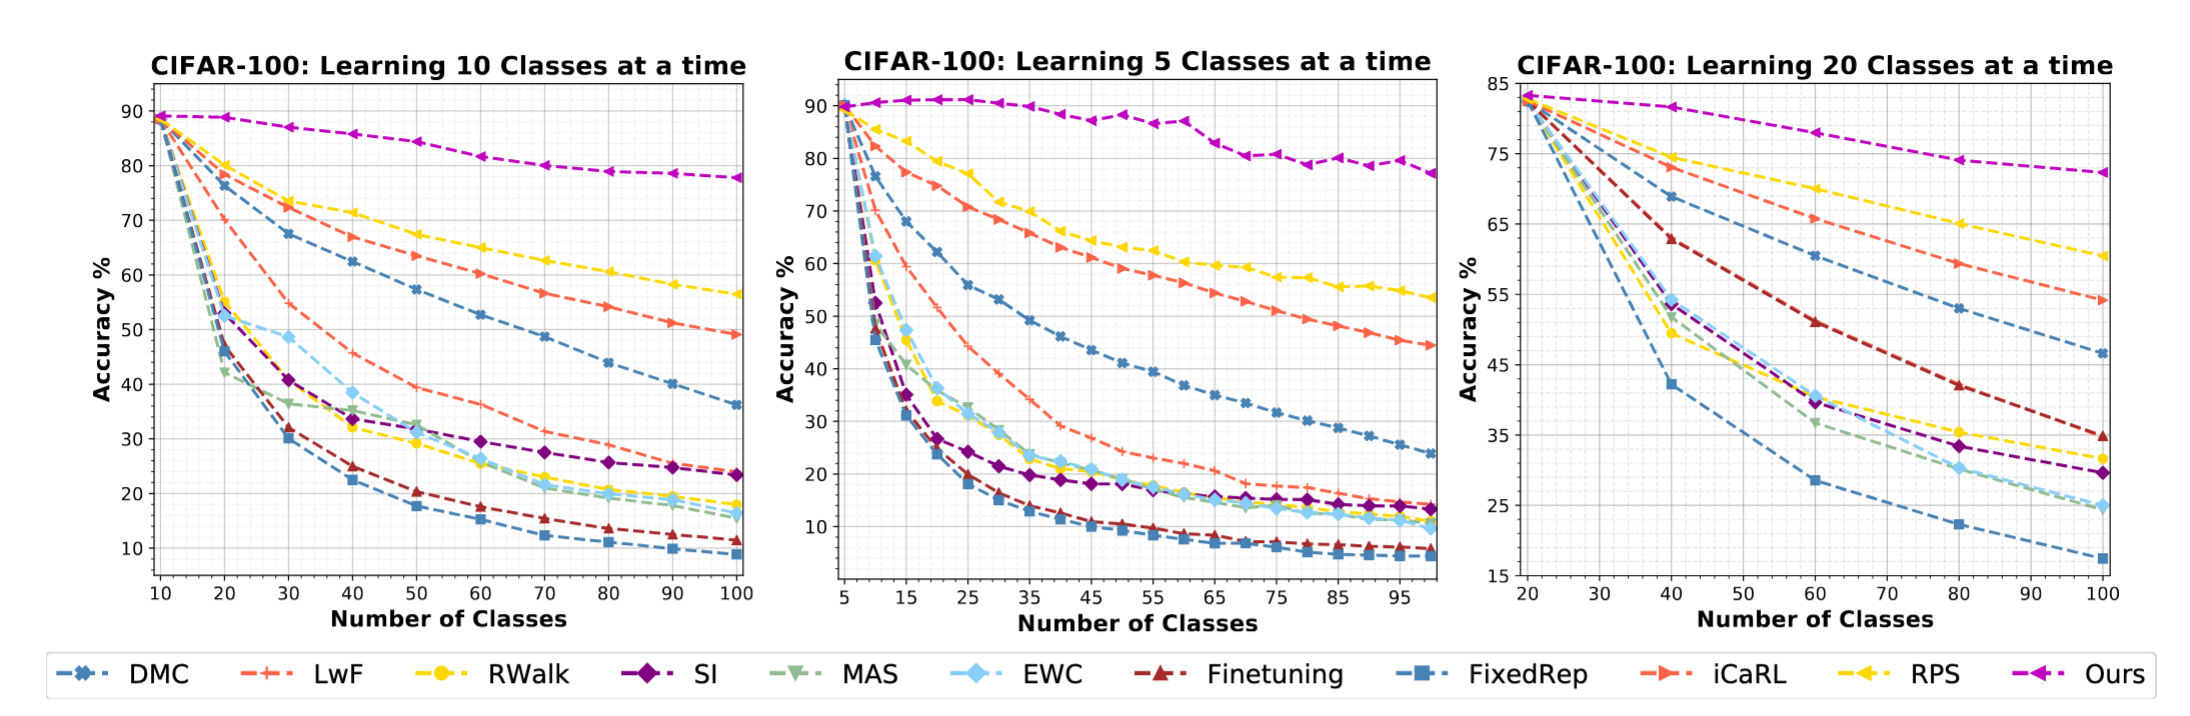 CIFAR-100: Learning 10 Classes at a time
90
80
70
60
50
40
30
20
10
Accuracy %
10 20 30 40 50 60 70 80 90 100
Number of Classes
CIFAR-100: Learning 5 Classes at a time
90
80
70
60
50
40
30
20
10
Accuracy %
5 15 25 35 45 55 65 75 85 95
Number of Classes
CIFAR-100: Learning 20 Classes at a time
85
75
65
55
45
35
25
15
Accuracy %
20 30 40 50 60 70 80 90 100
Number of Classes
DMC LwF RWalk SI MAS EWC Finetuning FixedRep iCaRL RPS Ours